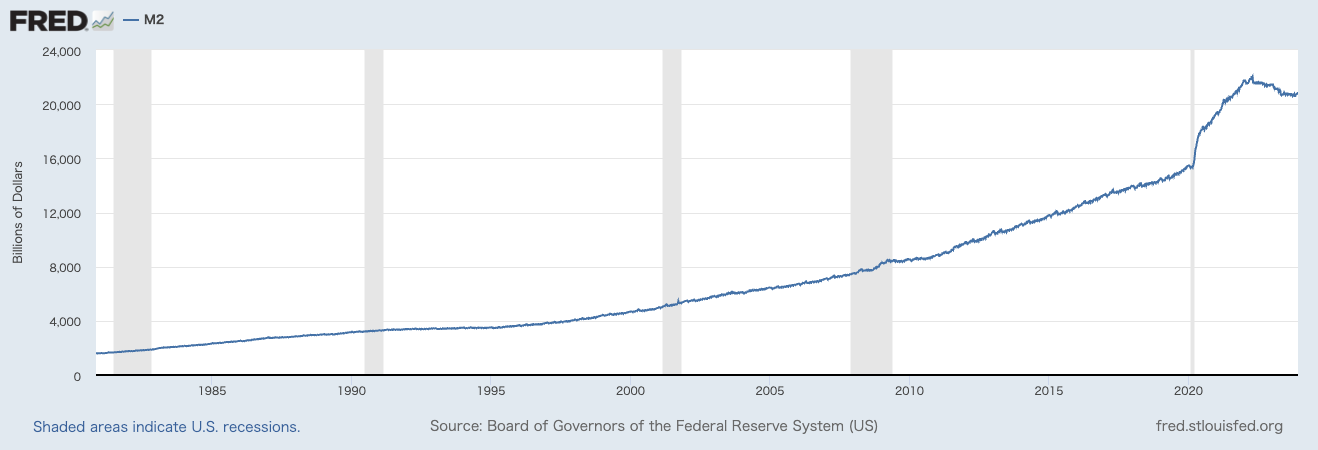 FRED M2
24,000
20,000
16,000
12,000
8,000
4,000
0
Billions of Dollars
1985 1990 1995 2000 2005 2010 2015 2020
Shaded areas indicate U.S. recessions. Source: Board of Governors of the Federal Reserve System (US) fred.stlouisfed.org